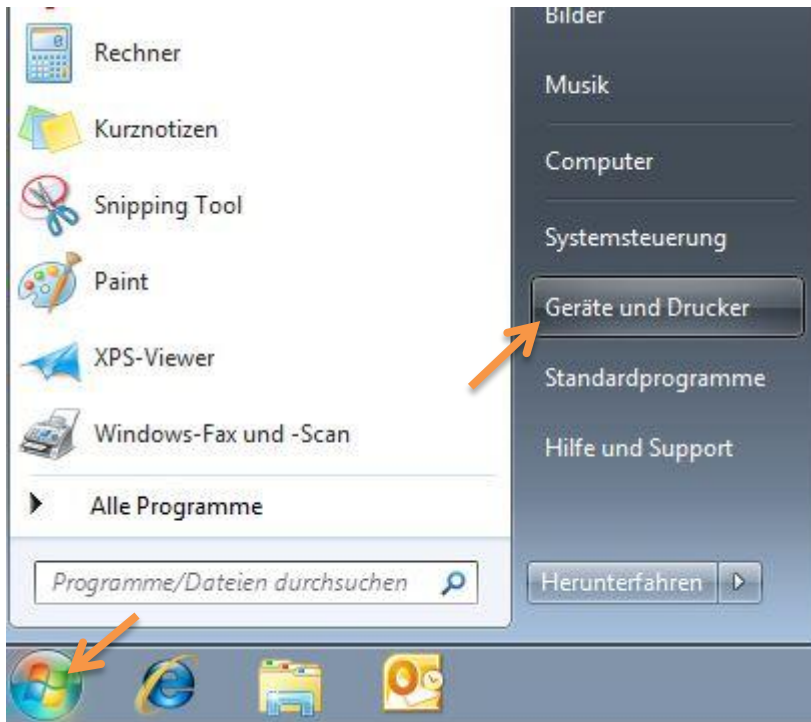 Rechner
Kurznotizen
Snipping Tool
Paint
XPS-Viewer
Windows-Fax und -Scan
Alle Programme
Programme/Dateien durchsuchen
Bilder
Musik
Computer
Systemsteuerung
Geräte und Drucker
Standardprogramme
Hilfe und Support
Herunterfahren